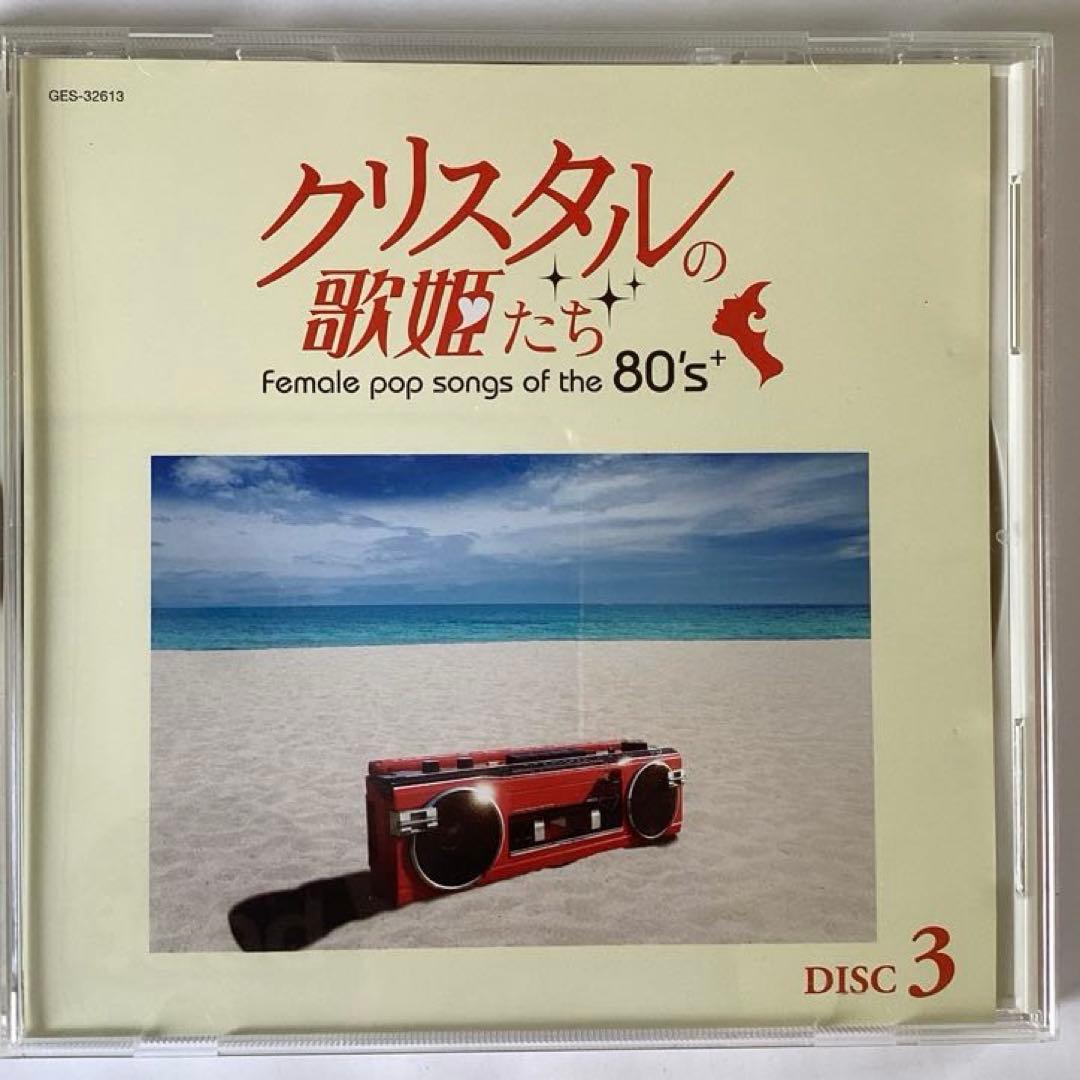 GES-32613
クリスタルの
歌姫たち
Female pop songs of the 80's+
DISC 3